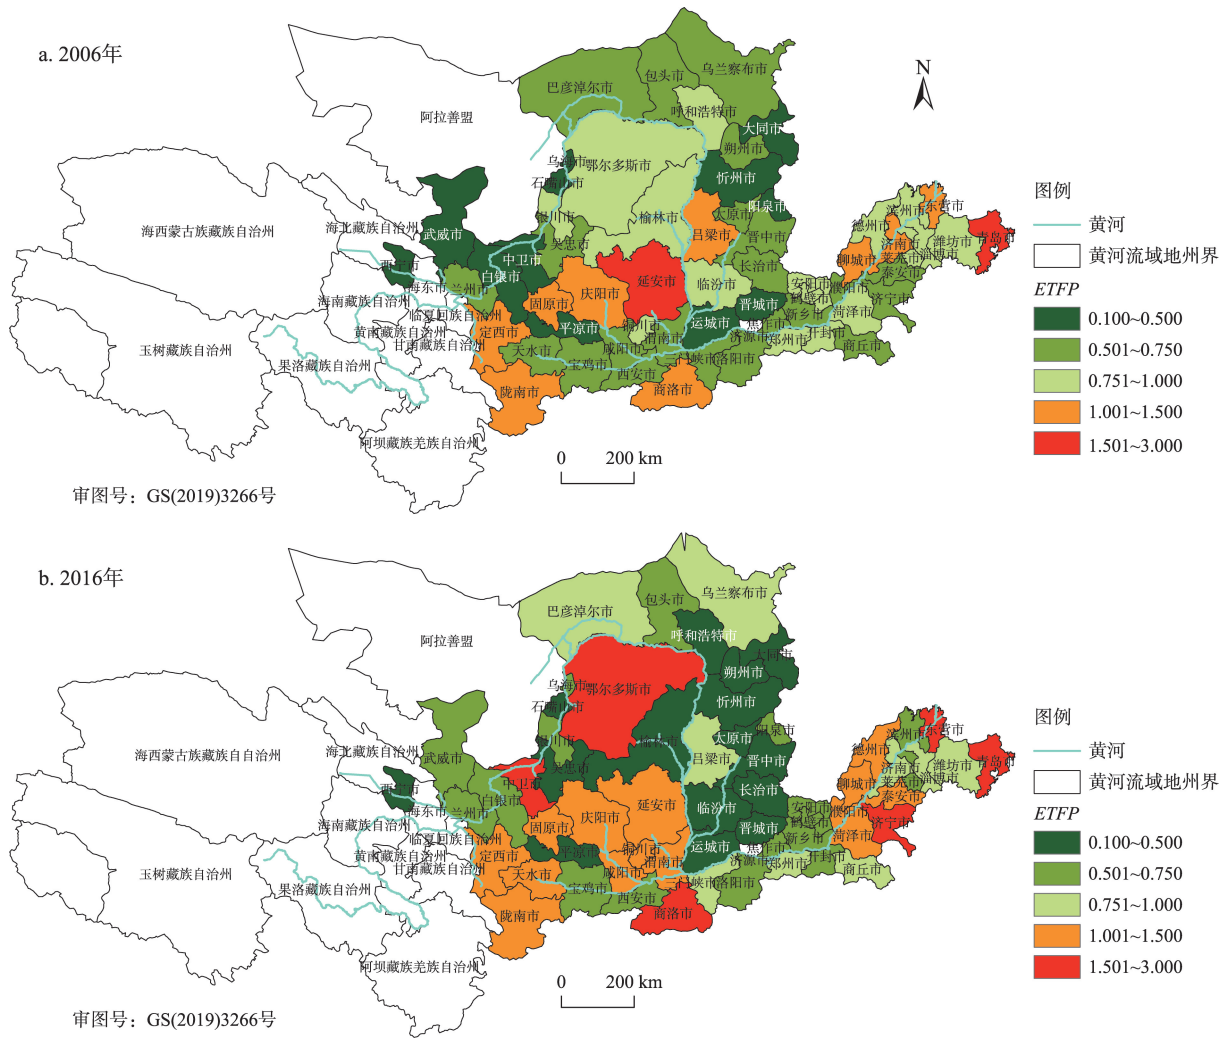 a. 2006年
N
乌兰察布市
包头市
巴彦淖尔市
呼和浩特市
阿拉善盟
大同市
朔州市
乌海市
鄂尔多斯市
忻州市
石嘴山市
阳泉市
银川市
榆林市
太原市
吕梁市
晋中市
海北藏族自治州
海西蒙古族藏族自治州
武威市
吴忠市
中卫市
白银市
西宁市
海东市
兰州市
延安市
庆阳市
固原市
临汾市
长治市
晋城市
海南藏族自治州
临夏回族自治州
黄南藏族自治州
甘南藏族自治州
定西市
平凉市
铜川市
渭南市
运城市
咸阳市
天水市
宝鸡市
西安市
玉树藏族自治州
果洛藏族自治州
陇南市
商洛市
阿坝藏族羌族自治州
峡市
洛阳市
济源市
焦作市
郑州市
新乡市
开封市
安阳市
鹤壁市
濮阳市
菏泽市
商丘市
济宁市
泰安市
莱芜市
济南市
聊城市
德州市
滨州市
东营市
淄博市
潍坊市
青岛市
图例
黄河
黄河流域地州界
ETFP
0.100~0.500
0.501~0.750
0.751~1.000
1.001~1.500
1.501~3.000
0 200 km
审图号：GS(2019)3266号
b. 2016年
乌兰察布市
包头市
巴彦淖尔市
呼和浩特市
阿拉善盟
大同市
朔州市
乌海市
鄂尔多斯市
忻州市
石嘴山市
阳泉市
银川市
榆林市
太原市
吕梁市
晋中市
海北藏族自治州
海西蒙古族藏族自治州
武威市
吴忠市
中卫市
白银市
西宁市
海东市
兰州市
延安市
庆阳市
固原市
临汾市
长治市
晋城市
海南藏族自治州
临夏回族自治州
黄南藏族自治州
甘南藏族自治州
定西市
平凉市
铜川市
渭南市
运城市
咸阳市
天水市
宝鸡市
西安市
玉树藏族自治州
果洛藏族自治州
陇南市
商洛市
阿坝藏族羌族自治州
峡市
洛阳市
济源市
焦作市
郑州市
新乡市
开封市
安阳市
鹤壁市
濮阳市
菏泽市
商丘市
济宁市
泰安市
莱芜市
济南市
聊城市
德州市
滨州市
东营市
淄博市
潍坊市
青岛市
图例
黄河
黄河流域地州界
ETFP
0.100~0.500
0.501~0.750
0.751~1.000
1.001~1.500
1.501~3.000
0 200 km
审图号：GS(2019)3266号